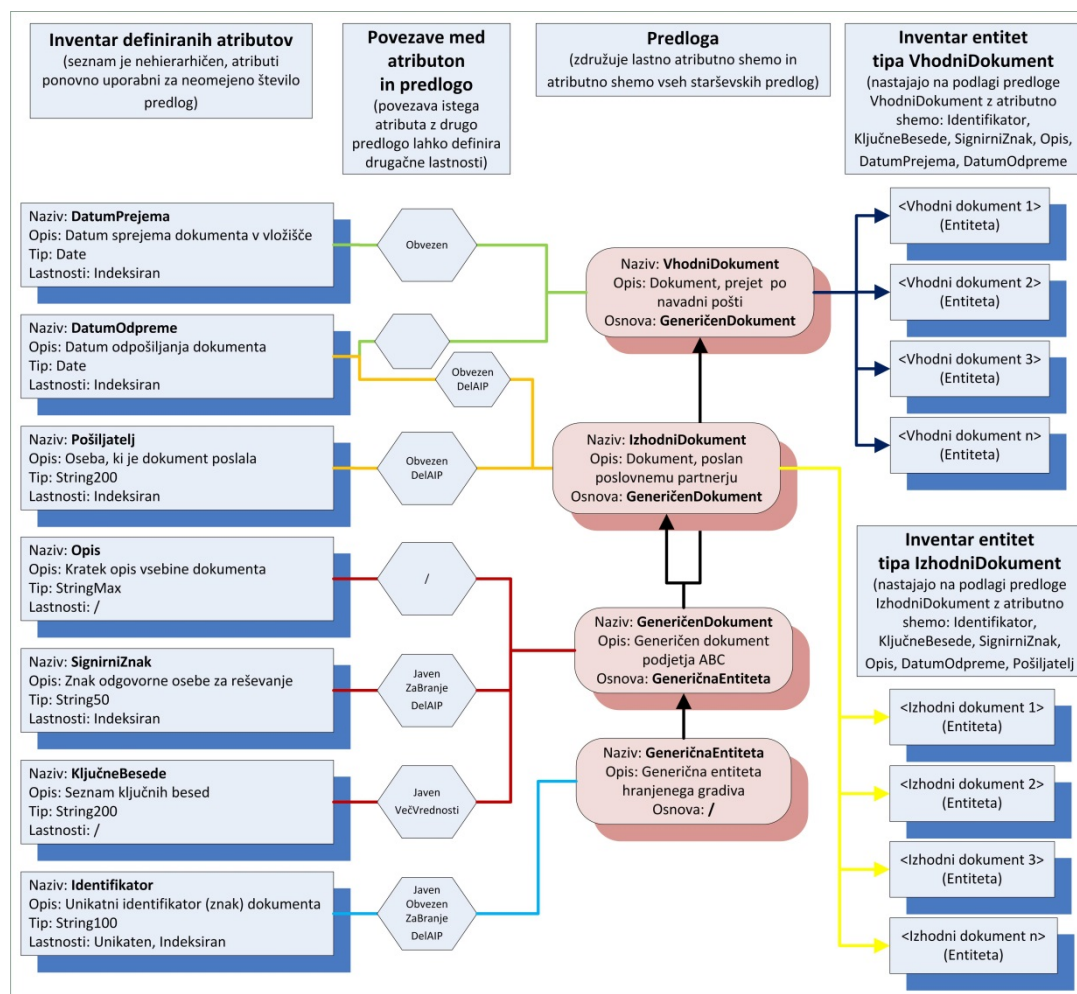 Inventar definiranih atributov
(seznam je nehierarhičen, atributi
ponovno uporabni za neomejeno število
predlog)
Povezave med
atributon
in predlogo
(povezava istega
atributa z drugo
predlogo lahko definira
drugačne lastnosti)
Predloga
(združuje lastno atributno shemo in
atributno shemo vseh starševskih predlog)
Inventar entitet
tipa VhodniDokument
(nastajajo na podlagi predloge
VhodniDokument z atributno
shemo: Identifikator,
KljučneBesede, SignirniZnak, Opis,
DatumPrejema, DatumOdpreme)
Naziv: DatumPrejema
Opis: Datum sprejema dokumenta v vložišče
Tip: Date
Lastnosti: Indeksiran
Obvezen
Naziv: DatumOdpreme
Opis: Datum odpošiljanja dokumenta
Tip: Date
Lastnosti: Indeksiran
Obvezen
DelAIP
Naziv: Pošiljatelj
Opis: Oseba, ki je dokument poslala
Tip: String200
Lastnosti: Indeksiran
Obvezen
DelAIP
Naziv: Opis
Opis: Kratek opis vsebine dokumenta
Tip: StringMax
Lastnosti: /
/
Naziv: SignirniZnak
Opis: Znak odgovorne osebe za reševanje
Tip: String50
Lastnosti: Indeksiran
Javen
ZaBranje
DelAIP
Naziv: KljučneBesede
Opis: Seznam ključnih besed
Tip: String200
Lastnosti: /
Javen
VečVrednosti
Naziv: Identifikator
Opis: Unikatni identifikator (znak) dokumenta
Tip: String100
Lastnosti: Unikaten, Indeksiran
Javen
Obvezen
ZaBranje
DelAIP
Naziv: VhodniDokument
Opis: Dokument, prejet po
navadni pošti
Osnova: GeneričenDokument
Naziv: IzhodniDokument
Opis: Dokument, poslan
poslovnemu partnerju
Osnova: GeneričenDokument
Naziv: GeneričenDokument
Opis: Generičen dokument
podjetja ABC
Osnova: GeneričnaEntiteta
Naziv: GeneričnaEntiteta
Opis: Generična entiteta
hranjenega gradiva
Osnova: /
<Vhodni dokument 1>
(Entiteta)
<Vhodni dokument 2>
(Entiteta)
<Vhodni dokument 3>
(Entiteta)
<Vhodni dokument n>
(Entiteta)
Inventar entitet
tipa IzhodniDokument
(nastajajo na podlagi predloge
IzhodniDokument z atributno
shemo: Identifikator,
KljučneBesede, SignirniZnak,
Opis, DatumOdpreme, Pošiljatelj)
<Izhodni dokument 1>
(Entiteta)
<Izhodni dokument 2>
(Entiteta)
<Izhodni dokument 3>
(Entiteta)
<Izhodni dokument n>
(Entiteta)